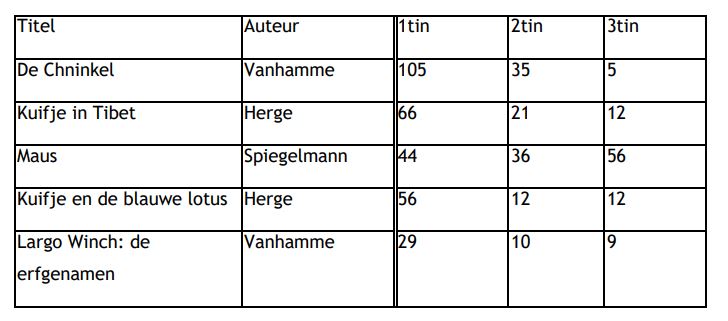 Titel Auteur 1tin 2tin 3tin
De Chninkel Vanhamme 105 35 5
Kuifje in Tibet Herge 66 21 12
Maus Spiegelmann 44 36 56
Kuifje en de blauwe lotus Herge 56 12 12
Largo Winch: de Vanhamme 29 10 9
erfgenamen